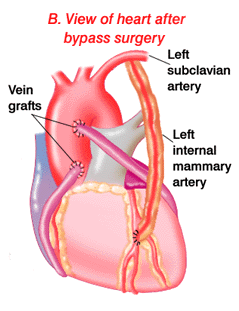 B. View of heart after
bypass surgery
Left
subclavian
artery
Vein
grafts
Left
internal
mammary
artery